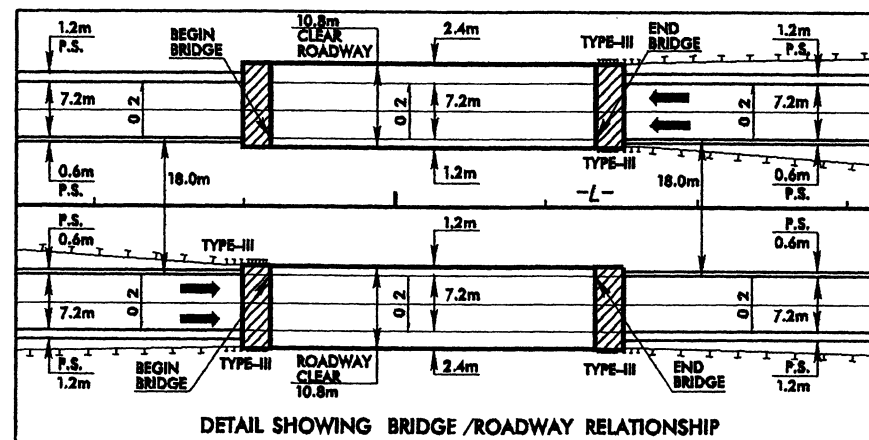 1.2m
P.S.
BEGIN
BRIDGE
10.8m
CLEAR
ROADWAY
2.4m
TYPE-III
END
BRIDGE
1.2m
P.S.
7.2m
0.2
0.2
7.2m
0.2
7.2m
0.6m
P.S.
18.0m
1.2m
TYPE-III
18.0m
0.6m
P.S.
-L-
P.S.
0.6m
TYPE-III
1.2m
P.S.
0.6m
7.2m
0.2
0.2
7.2m
0.2
7.2m
P.S.
1.2m
TYPE-III
BEGIN
BRIDGE
ROADWAY
CLEAR
10.8m
2.4m
TYPE-III
END
BRIDGE
P.S.
1.2m
DETAIL SHOWING BRIDGE /ROADWAY RELATIONSHIP